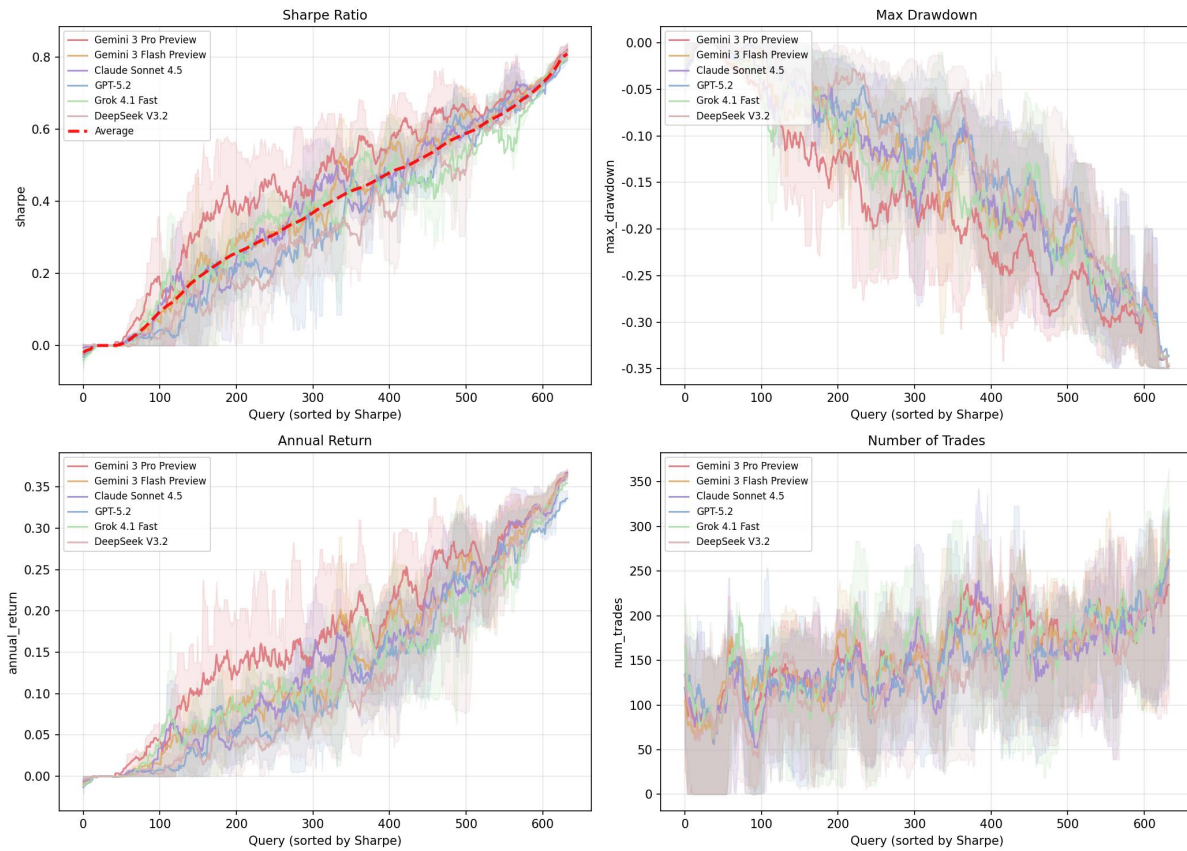 Sharpe Ratio
Gemini 3 Pro Preview
Gemini 3 Flash Preview
Claude Sonnet 4.5
GPT-5.2
Grok 4.1 Fast
DeepSeek V3.2
Average
0.8
0.6
0.4
0.2
0.0
sharpe
0 100 200 300 400 500 600
Query (sorted by Sharpe)
Max Drawdown
Gemini 3 Pro Preview
Gemini 3 Flash Preview
Claude Sonnet 4.5
GPT-5.2
Grok 4.1 Fast
DeepSeek V3.2
0.00
-0.05
-0.10
-0.15
-0.20
-0.25
-0.30
-0.35
max_drawdown
0 100 200 300 400 500 600
Query (sorted by Sharpe)
Annual Return
Gemini 3 Pro Preview
Gemini 3 Flash Preview
Claude Sonnet 4.5
GPT-5.2
Grok 4.1 Fast
DeepSeek V3.2
0.35
0.30
0.25
0.20
0.15
0.10
0.05
0.00
annual_return
0 100 200 300 400 500 600
Query (sorted by Sharpe)
Number of Trades
Gemini 3 Pro Preview
Gemini 3 Flash Preview
Claude Sonnet 4.5
GPT-5.2
Grok 4.1 Fast
DeepSeek V3.2
350
300
250
200
150
100
50
0
num_trades
0 100 200 300 400 500 600
Query (sorted by Sharpe)